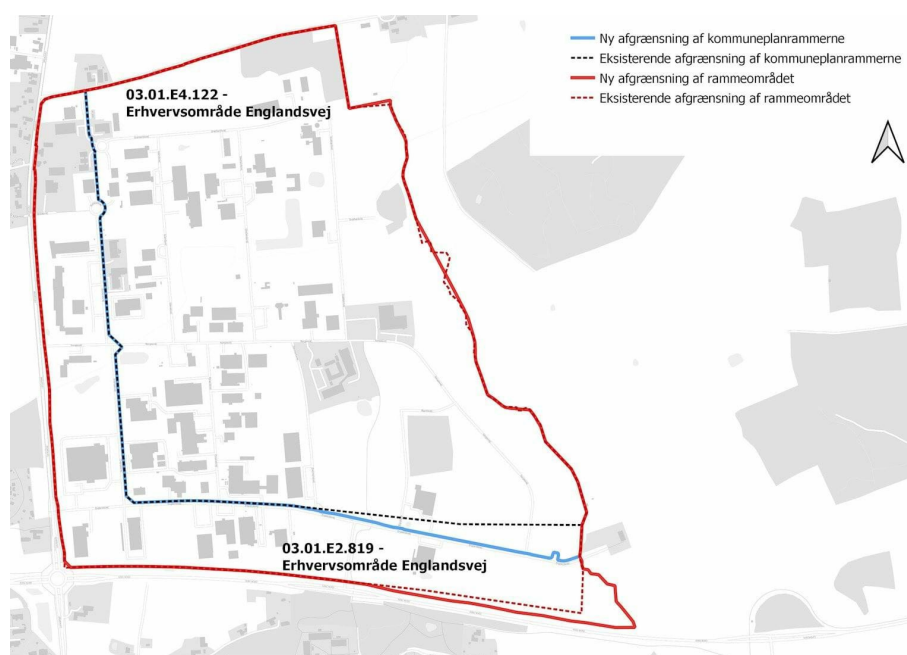 Ny afgrænsning af kommuneplanrammerne
Eksisterende afgrænsning af kommuneplanrammerne
Ny afgrænsning af rammeområdet
Eksisterende afgrænsning af rammeområdet
03.01.E4.122 -
Erhvervsområde Englandsvej
03.01.E2.819 -
Erhvervsområde Englandsvej